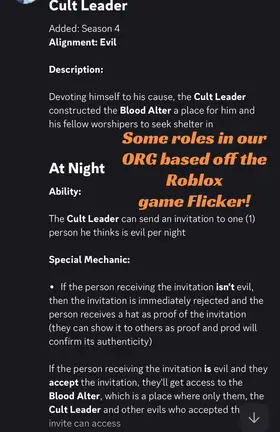 Cult Leader
Added: Season 4
Alignment: Evil
Description:
Devoting himself to his cause, the Cult Leader
constructed the Blood Alter a place for him and
his fellow worshipers to seek shelter in
Some roles in our
ORG based off the
Roblox
game Flicker!
At Night
Ability:
The Cult Leader can send an invitation to one (1)
person he thinks is evil per night
Special Mechanic:
• If the person receiving the invitation isn't evil,
then the invitation is immediately rejected and the
person receives a hat as proof of the invitation
(they can show it to others as proof and prod will
confirm its authenticity)
If the person receiving the invitation is evil and they
accept the invitation, they'll get access to the
Blood Alter, which is a place where only them, the
Cult Leader and other evils who accepted the
invite can access